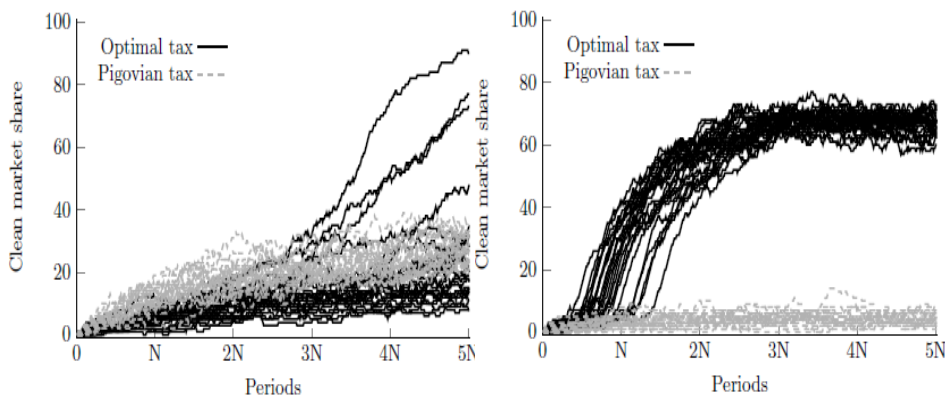 100
80
60
40
20
0
Clean market share
Optimal tax
Pigovian tax
0 N 2N 3N 4N 5N
Periods
100
80
60
40
20
0
Clean market share
Optimal tax
Pigovian tax
0 N 2N 3N 4N 5N
Periods